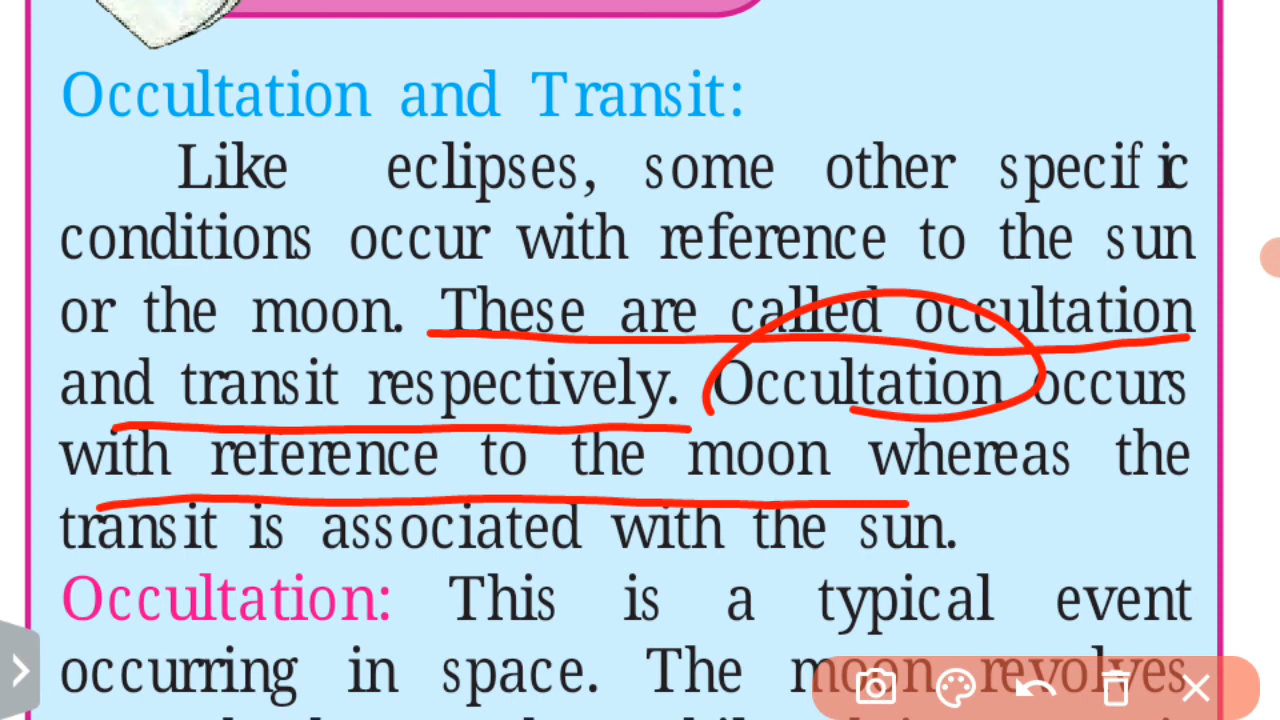 Occultation and Transit:
Like eclipses, some other specific
conditions occur with reference to the sun
or the moon. These are called occultation
and transit respectively. Occultation occurs
with reference to the moon whereas the
transit is associated with the sun.
Occultation: This is a typical event
occurring in space. The moon revolves